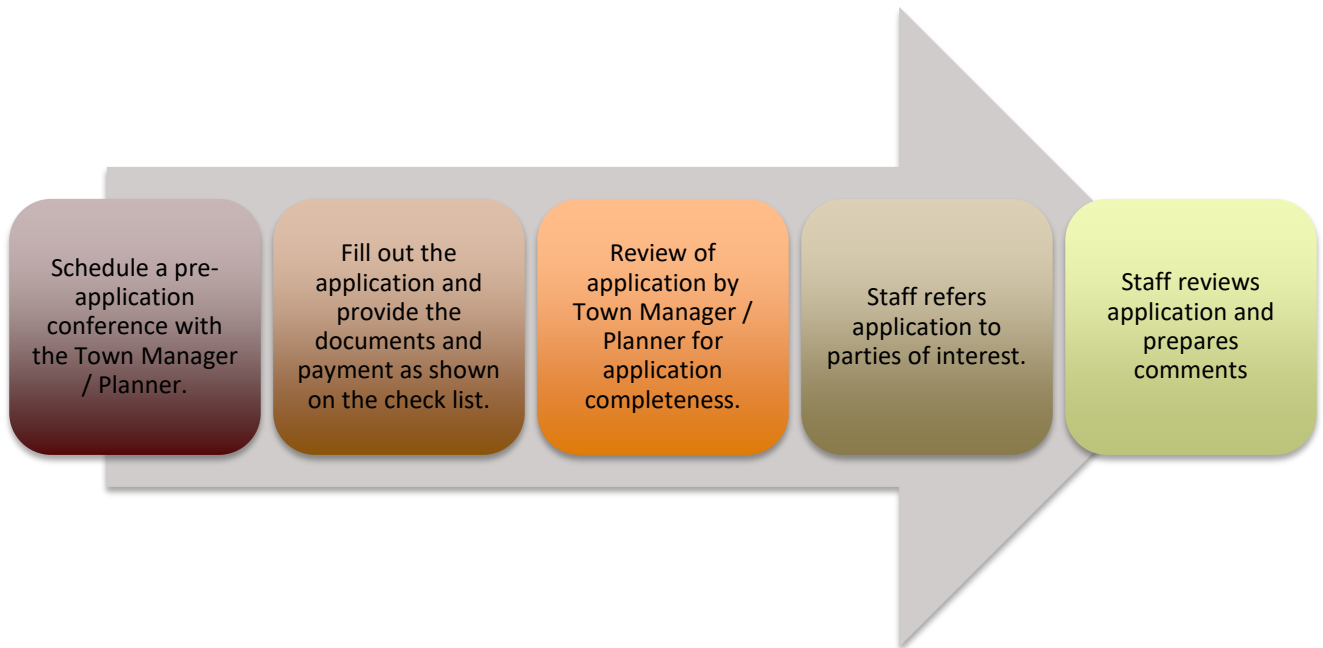 Schedule a pre-
application
conference with
the Town Manager
/ Planner.
Fill out the
application and
provide the
documents and
payment as shown
on the check list.
Review of
application by
Town Manager /
Planner for
application
completeness.
Staff refers
application to
parties of interest.
Staff reviews
application and
prepares
comments